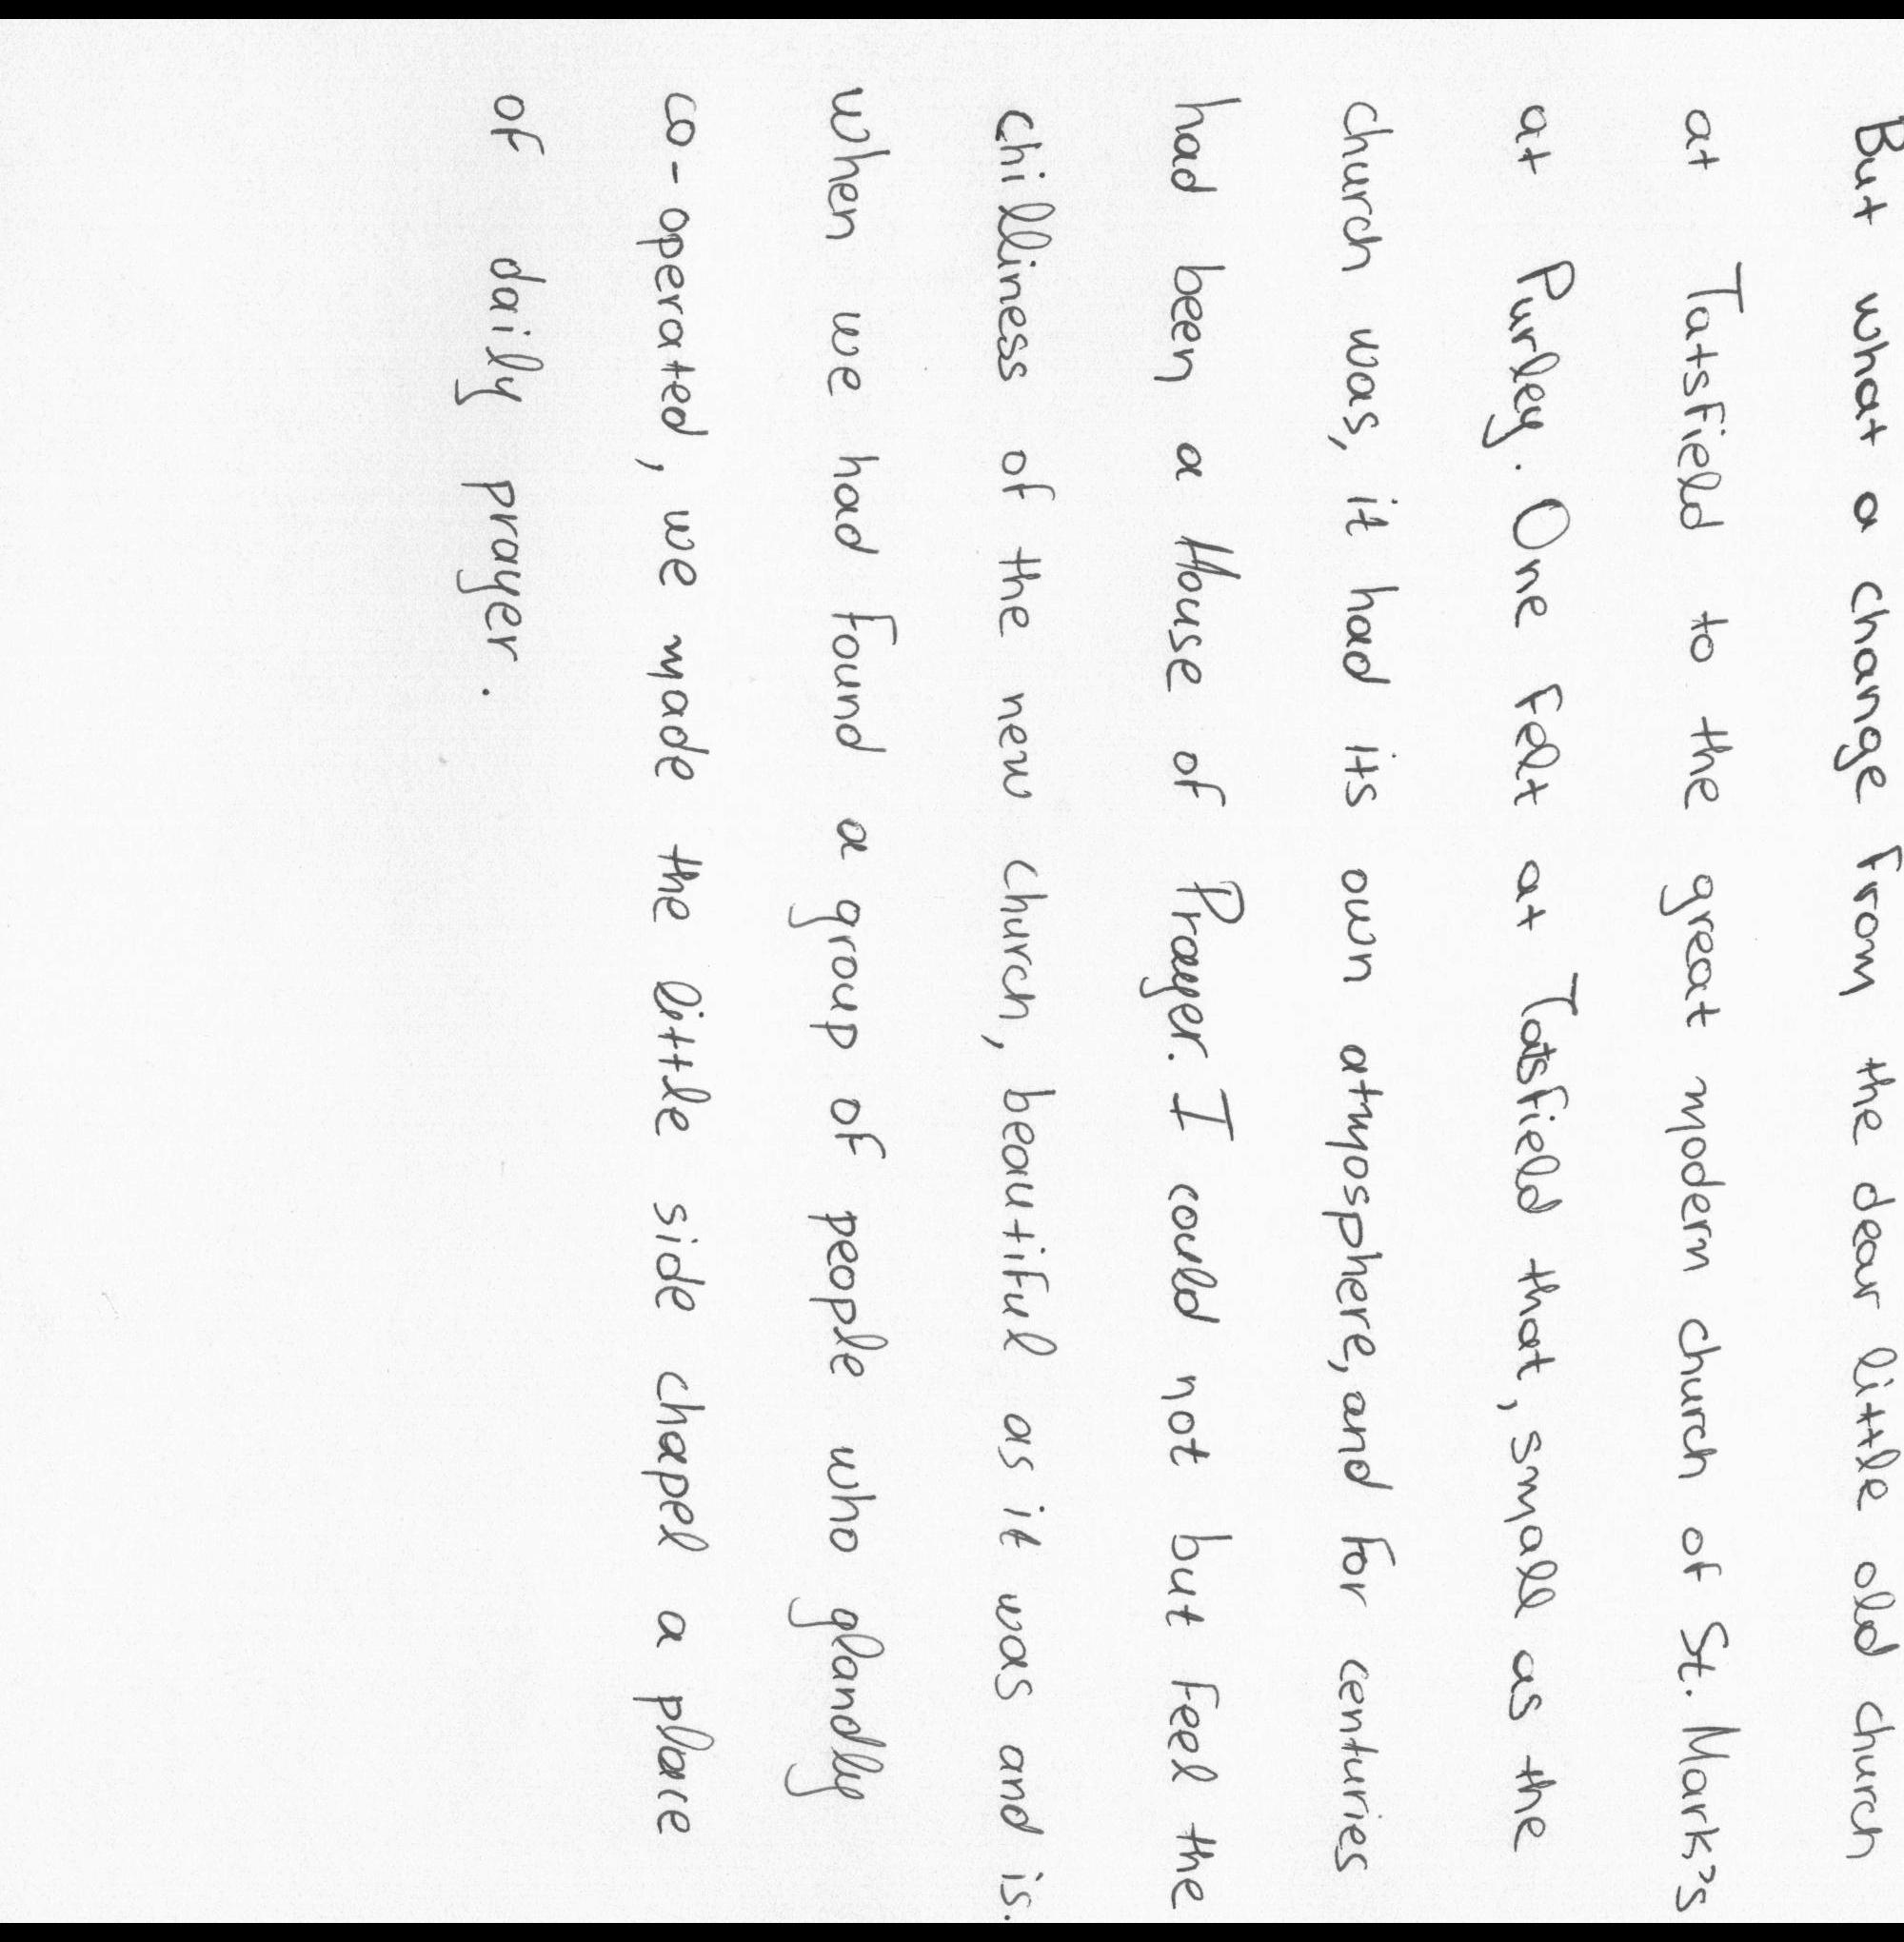 But what a change from the dear little old church
at Tatsfield to the great modern church of St. Mark's
at Purley. One felt at Tatsfield that, small as the
church was, it had its own atmosphere, and for centuries
had been a House of Prayer. I could not but feel the
chilliness of the new church, beautiful as it was and is.
When we had found a group of people who glandly
co-operated, we made the little side chapel a place
of daily prayer.